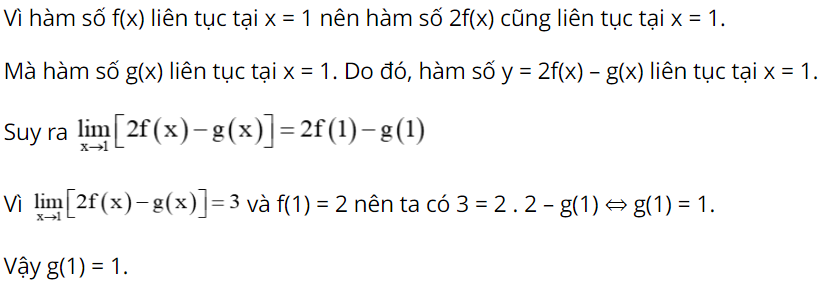 Vì hàm số f(x) liên tục tại x = 1 nên hàm số 2f(x) cũng liên tục tại x = 1.
Mà hàm số g(x) liên tục tại x = 1. Do đó, hàm số y = 2f(x) – g(x) liên tục tại x = 1.
Suy ra lim x→1 [2f(x)−g(x)] = 2f(1)−g(1)
Vì lim x→1 [2f(x)−g(x)] = 3 và f(1) = 2 nên ta có 3 = 2 . 2 – g(1) ⇔ g(1) = 1.
Vậy g(1) = 1.